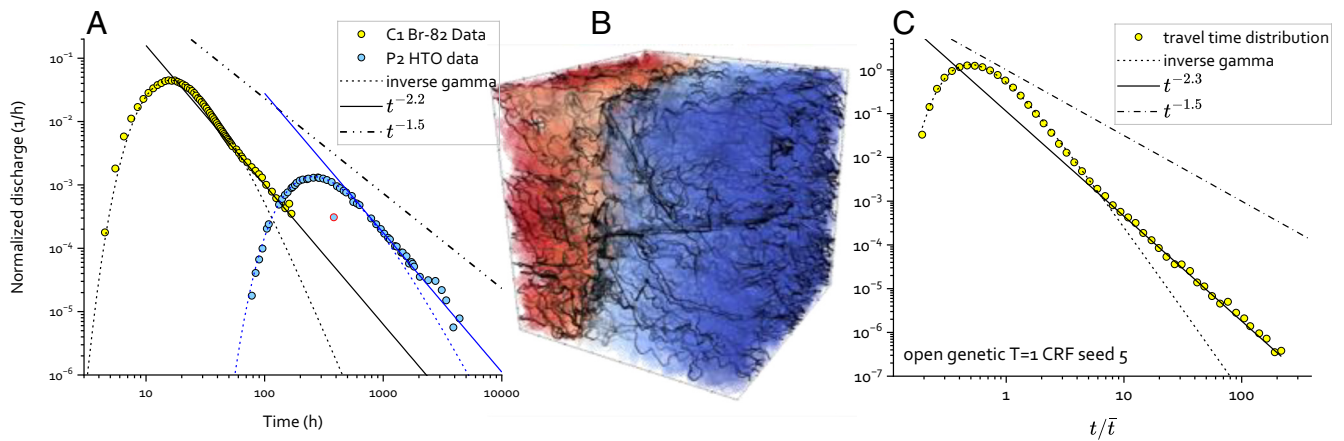 A
C1 Br-82 Data
P2 HTO data
inverse gamma
t^{-2.2}
t^{-1.5}
Normalized discharge (1/h)
10^{-1}
10^{-2}
10^{-3}
10^{-4}
10^{-5}
10^{-6}
10
100
1000
10000
Time (h)
B
C
travel time distribution
inverse gamma
t^{-2.3}
t^{-1.5}
10^{0}
10^{-1}
10^{-2}
10^{-3}
10^{-4}
10^{-5}
10^{-6}
10^{-7}
open genetic T=1 CRF seed 5
1
10
100
t/t̄